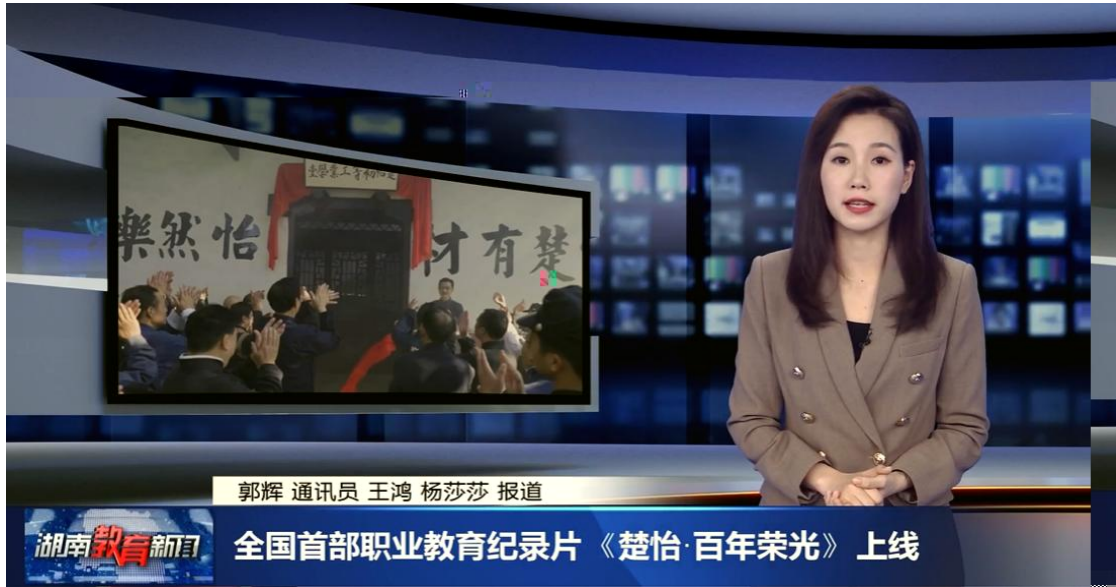 楚有才
怡然樂
郭辉 通讯员 王鸿 杨莎莎 报道
湖南教育新闻
全国首部职业教育纪录片《楚怡·百年荣光》上线